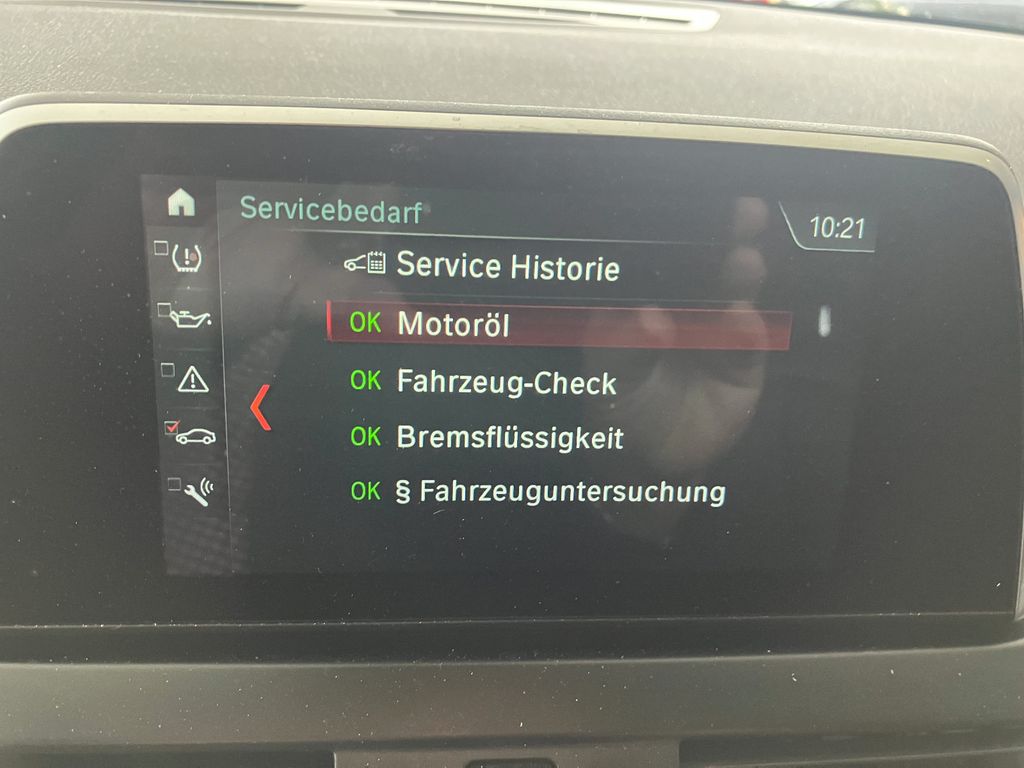 Servicebedarf
10:21
Service Historie
OK Motoröl
OK Fahrzeug-Check
OK Bremsflüssigkeit
OK § Fahrzeuguntersuchung